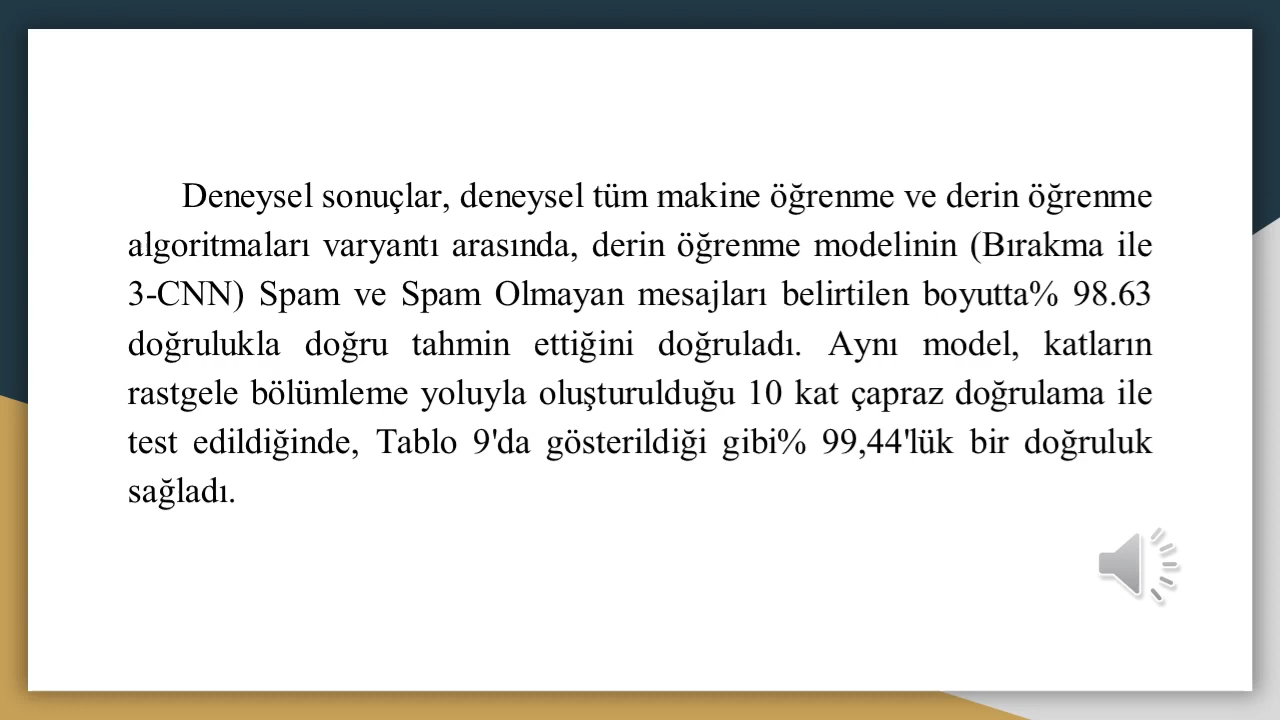 Deneysel sonuçlar, deneysel tüm makine öğrenme ve derin öğrenme
algoritmaları varyantı arasında, derin öğrenme modelinin (Bırakma ile
3-CNN) Spam ve Spam Olmayan mesajları belirtilen boyutta% 98.63
doğrulukla doğru tahmin ettiğini doğruladı. Aynı model, katların
rastgele bölümleme yoluyla oluşturulduğu 10 kat çapraz doğrulama ile
test edildiğinde, Tablo 9'da gösterildiği gibi% 99,44'lük bir doğruluk
sağladı.